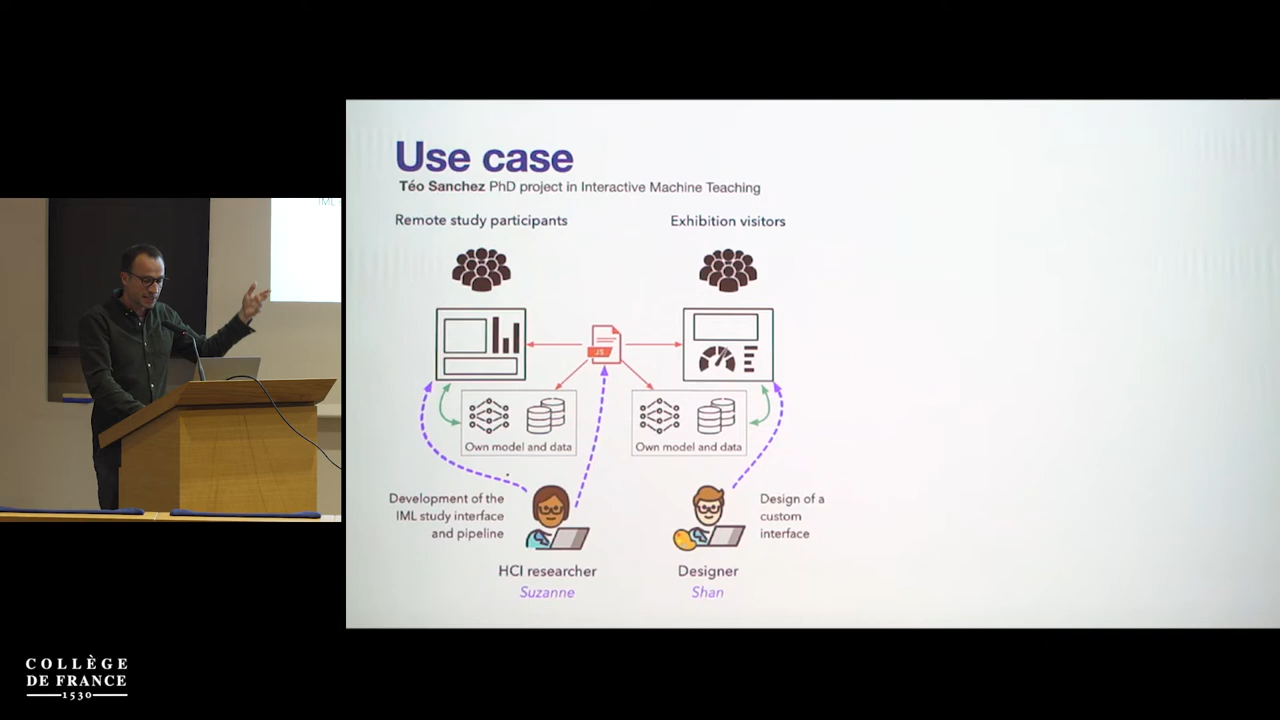 Use case
Téo Sanchez PhD project in Interactive Machine Teaching
Remote study participants
Exhibition visitors
JS
Own model and data
Own model and data
Development of the
IML study interface
and pipeline
Design of a
custom
interface
HCI researcher
Suzanne
Designer
Shan
IML
COLLÈGE
DE FRANCE
1530